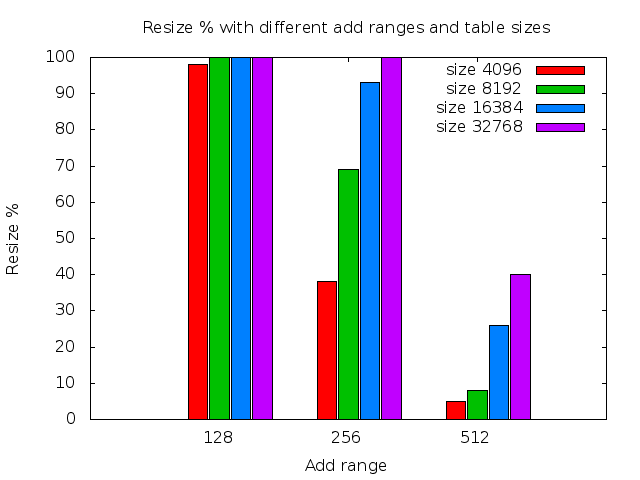 Resize % with different add ranges and table sizes
100
90
80
70
60
50
40
30
20
10
0
Resize %
size 4096
size 8192
size 16384
size 32768
128 256 512
Add range